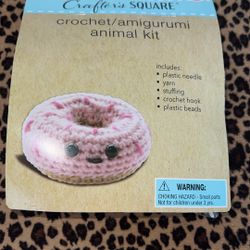 Crafter's SQUARE
crochet/amigurumi
animal kit
includes:
• plastic needle
• yarn
• stuffing
• crochet hook
• plastic beads
WARNING:
CHOKING HAZARD - Small parts
Not for children under 3 yrs.